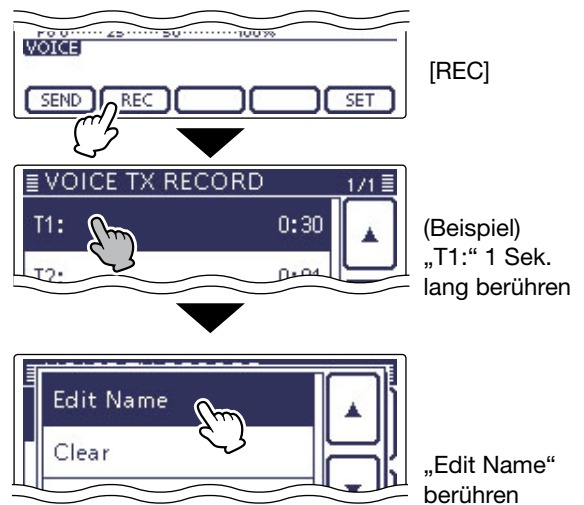 VOICE
SEND REC SET
[REC]
VOICE TX RECORD 1/1
T1: 0:30
(Beispiel)
„T1:“ 1 Sek.
lang berühren
Edit Name
Clear
„Edit Name“
berühren